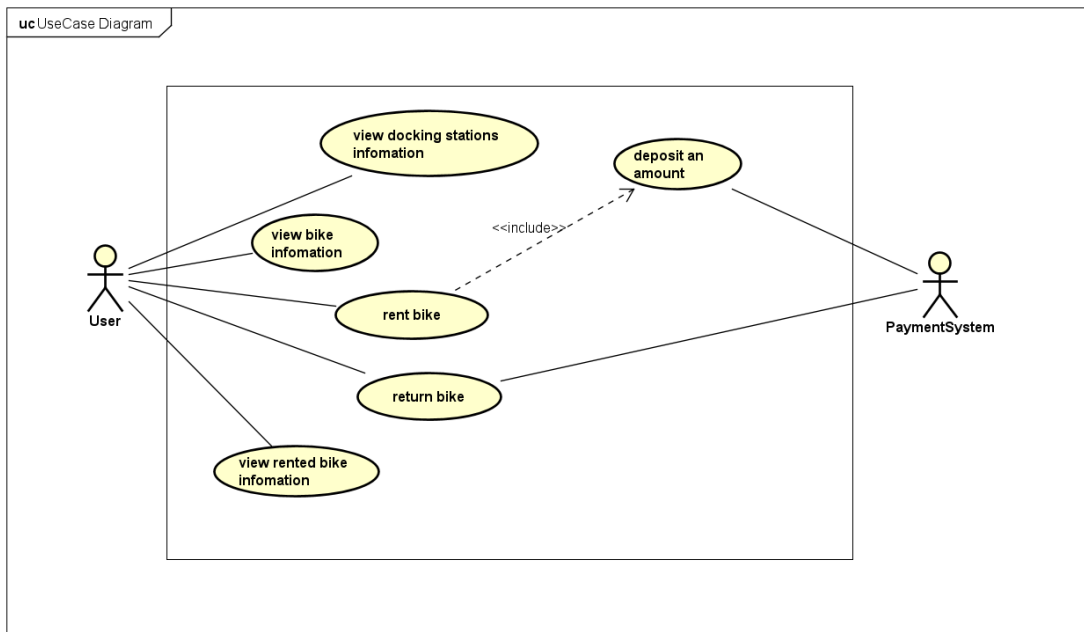 uc UseCase Diagram
view docking stations
infomation
deposit an
amount
<<include>>
view bike
infomation
User
rent bike
PaymentSystem
return bike
view rented bike
infomation